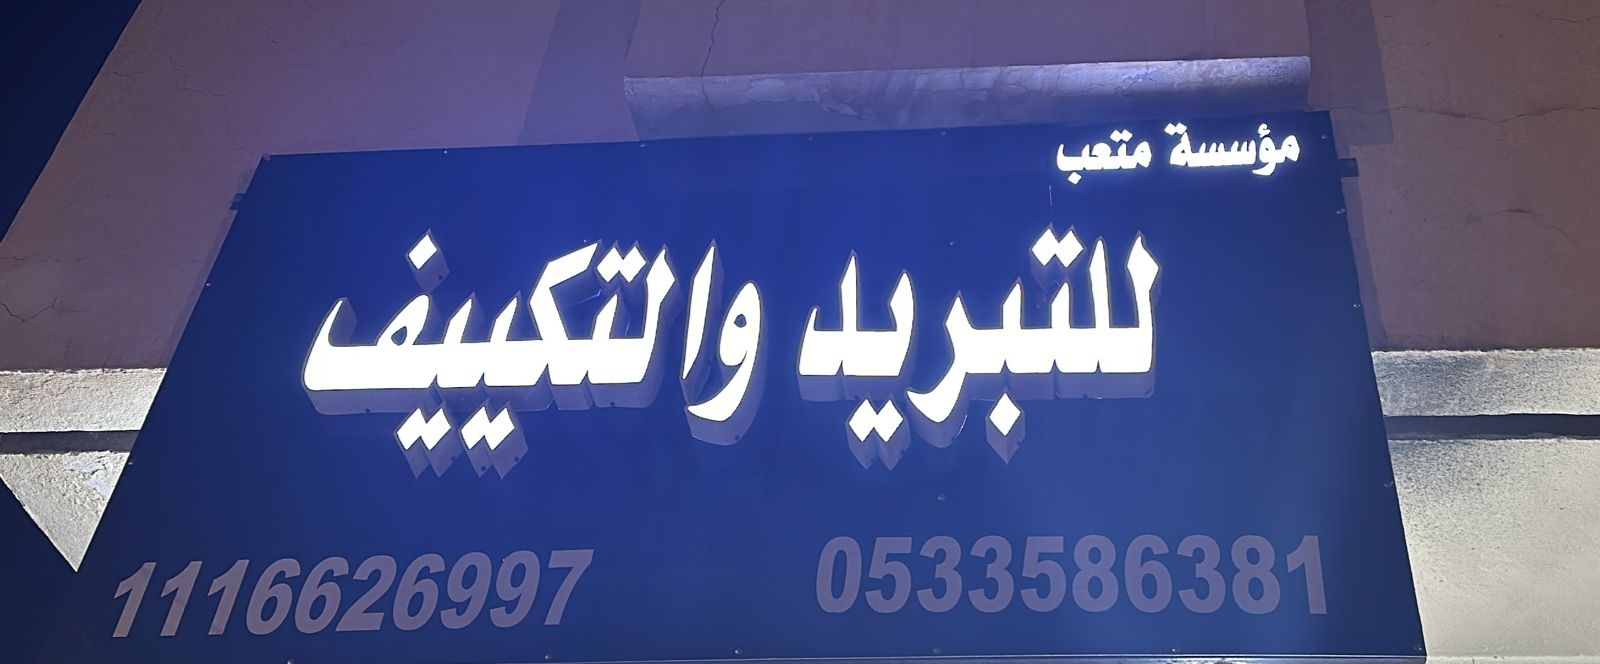 مؤسسة متعب
للتبريد والتكييف
1116626997 0533586381